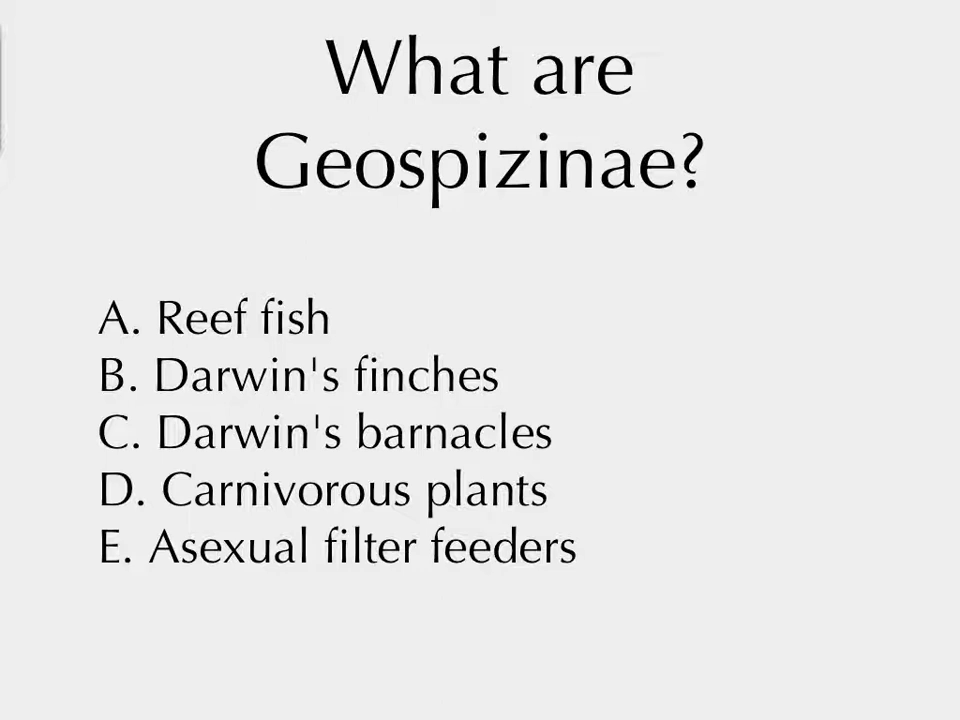 What are
Geospizinae?
A. Reef fish
B. Darwin's finches
C. Darwin's barnacles
D. Carnivorous plants
E. Asexual filter feeders